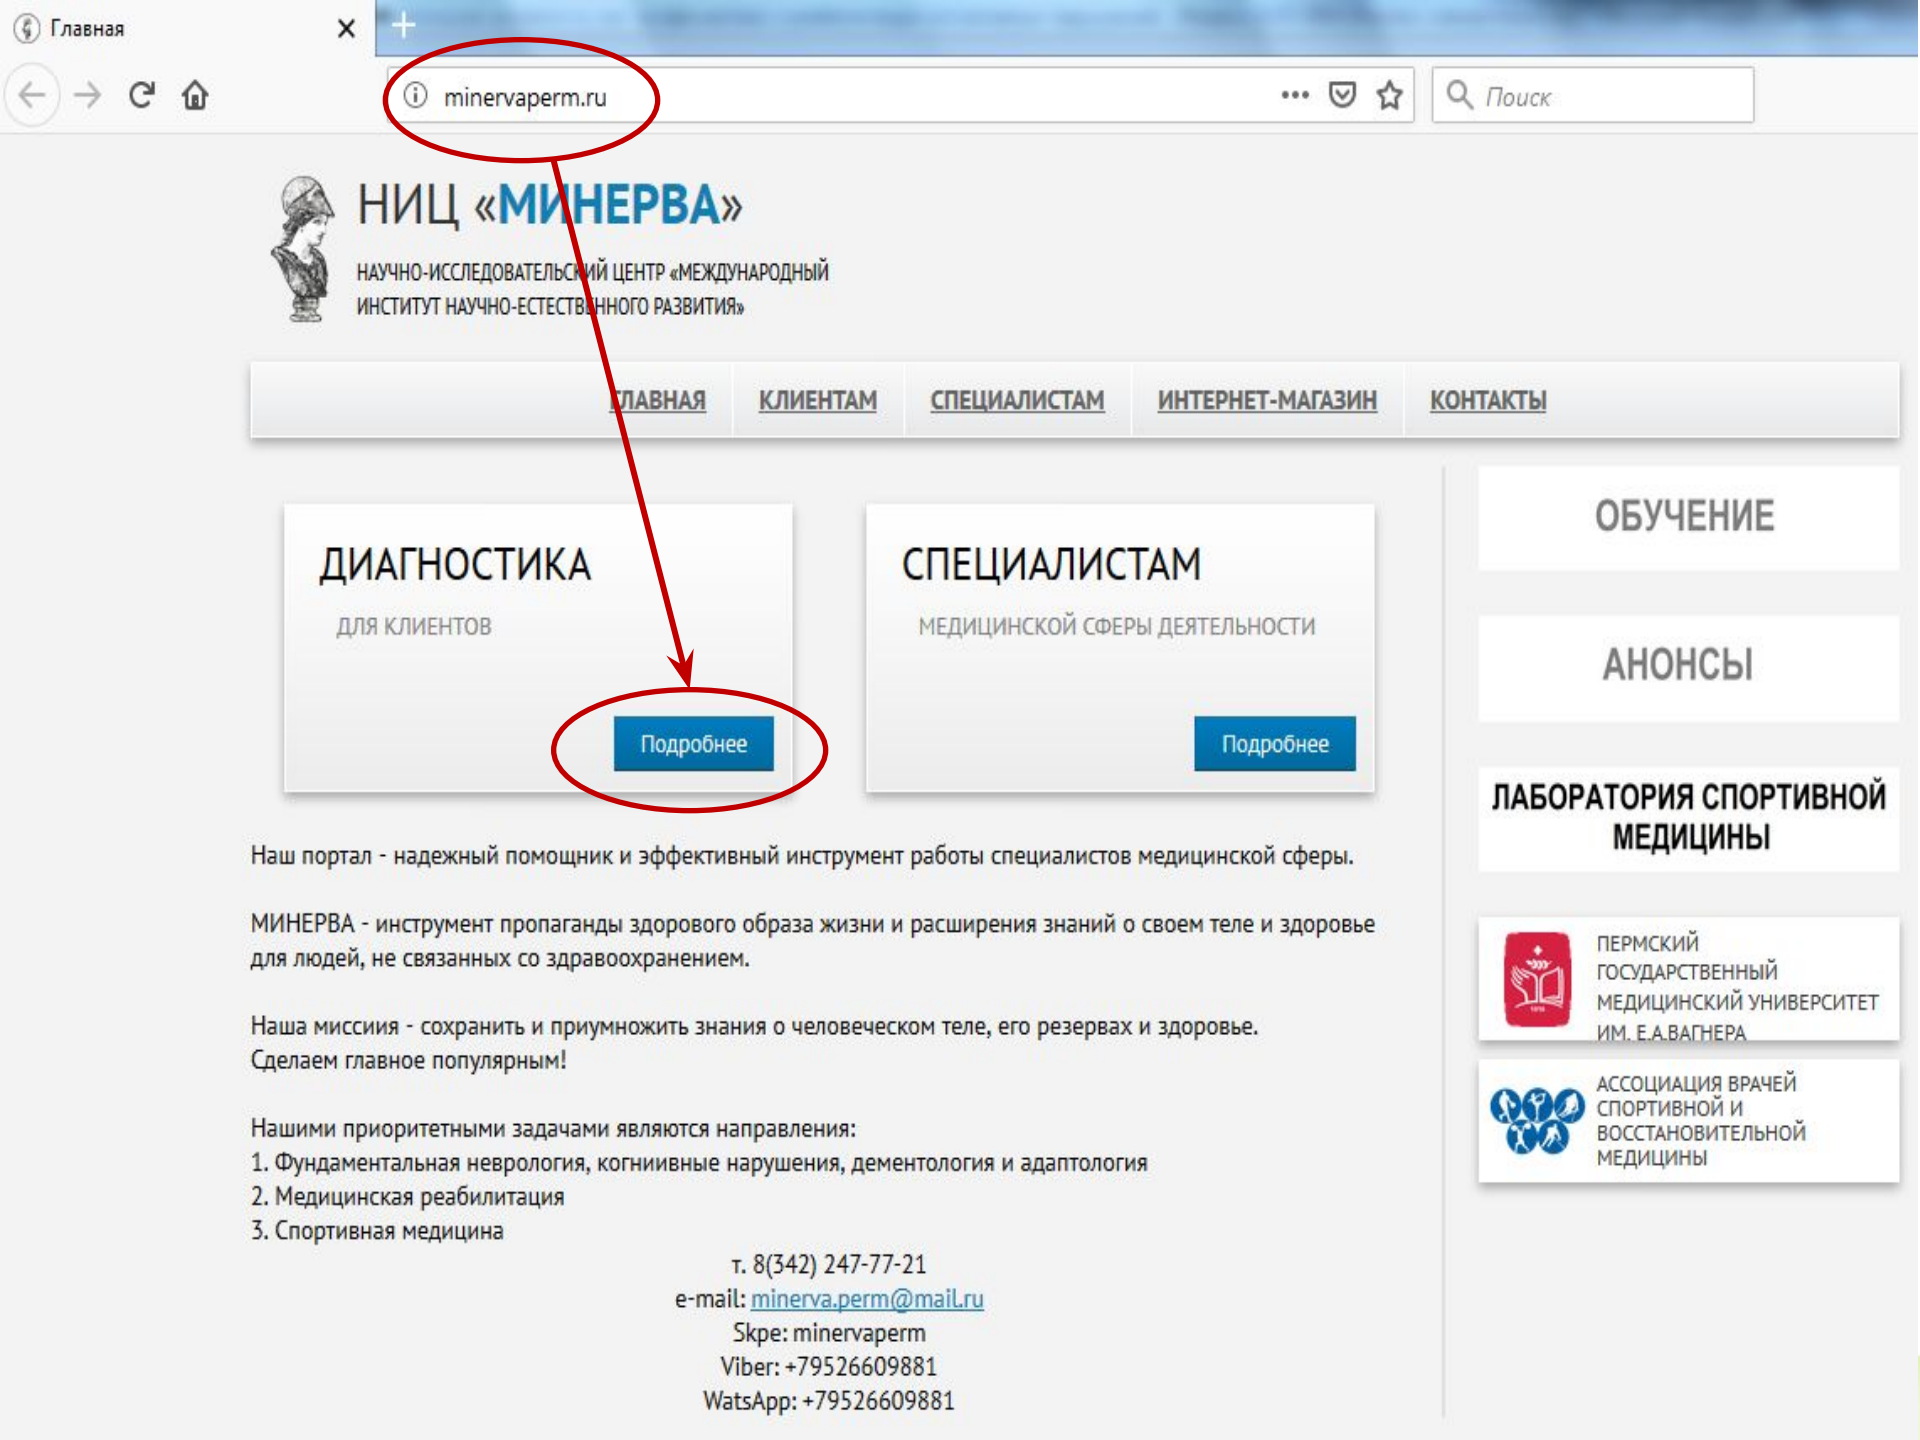 Главная
minervaperm.ru
Поиск
НИЦ «МИНЕРВА»
НАУЧНО-ИССЛЕДОВАТЕЛЬСКИЙ ЦЕНТР «МЕЖДУНАРОДНЫЙ
ИНСТИТУТ НАУЧНО-ЕСТЕСТВЕННОГО РАЗВИТИЯ»
ГЛАВНАЯ КЛИЕНТАМ СПЕЦИАЛИСТАМ ИНТЕРНЕТ-МАГАЗИН КОНТАКТЫ
ДИАГНОСТИКА
ДЛЯ КЛИЕНТОВ
Подробнее
СПЕЦИАЛИСТАМ
МЕДИЦИНСКОЙ СФЕРЫ ДЕЯТЕЛЬНОСТИ
Подробнее
Наш портал - надежный помощник и эффективный инструмент работы специалистов медицинской сферы.
МИНЕРВА - инструмент пропаганды здорового образа жизни и расширения знаний о своем теле и здоровье
для людей, не связанных со здравоохранением.
Наша миссиия - сохранить и приумножить знания о человеческом теле, его резервах и здоровье.
Сделаем главное популярным!
Нашими приоритетными задачами являются направления:
1. Фундаментальная неврология, когниивные нарушения, дементология и адаптология
2. Медицинская реабилитация
3. Спортивная медицина
т. 8(342) 247-77-21
e-mail: minerva.perm@mail.ru
Skpe: minervaperm
Viber: +79526609881
WatsApp: +79526609881
ОБУЧЕНИЕ
АНОНСЫ
ЛАБОРАТОРИЯ СПОРТИВНОЙ
МЕДИЦИНЫ
ПЕРМСКИЙ
ГОСУДАРСТВЕННЫЙ
МЕДИЦИНСКИЙ УНИВЕРСИТЕТ
ИМ. Е.А.ВАГНЕРА
АССОЦИАЦИЯ ВРАЧЕЙ
СПОРТИВНОЙ И
ВОССТАНОВИТЕЛЬНОЙ
МЕДИЦИНЫ